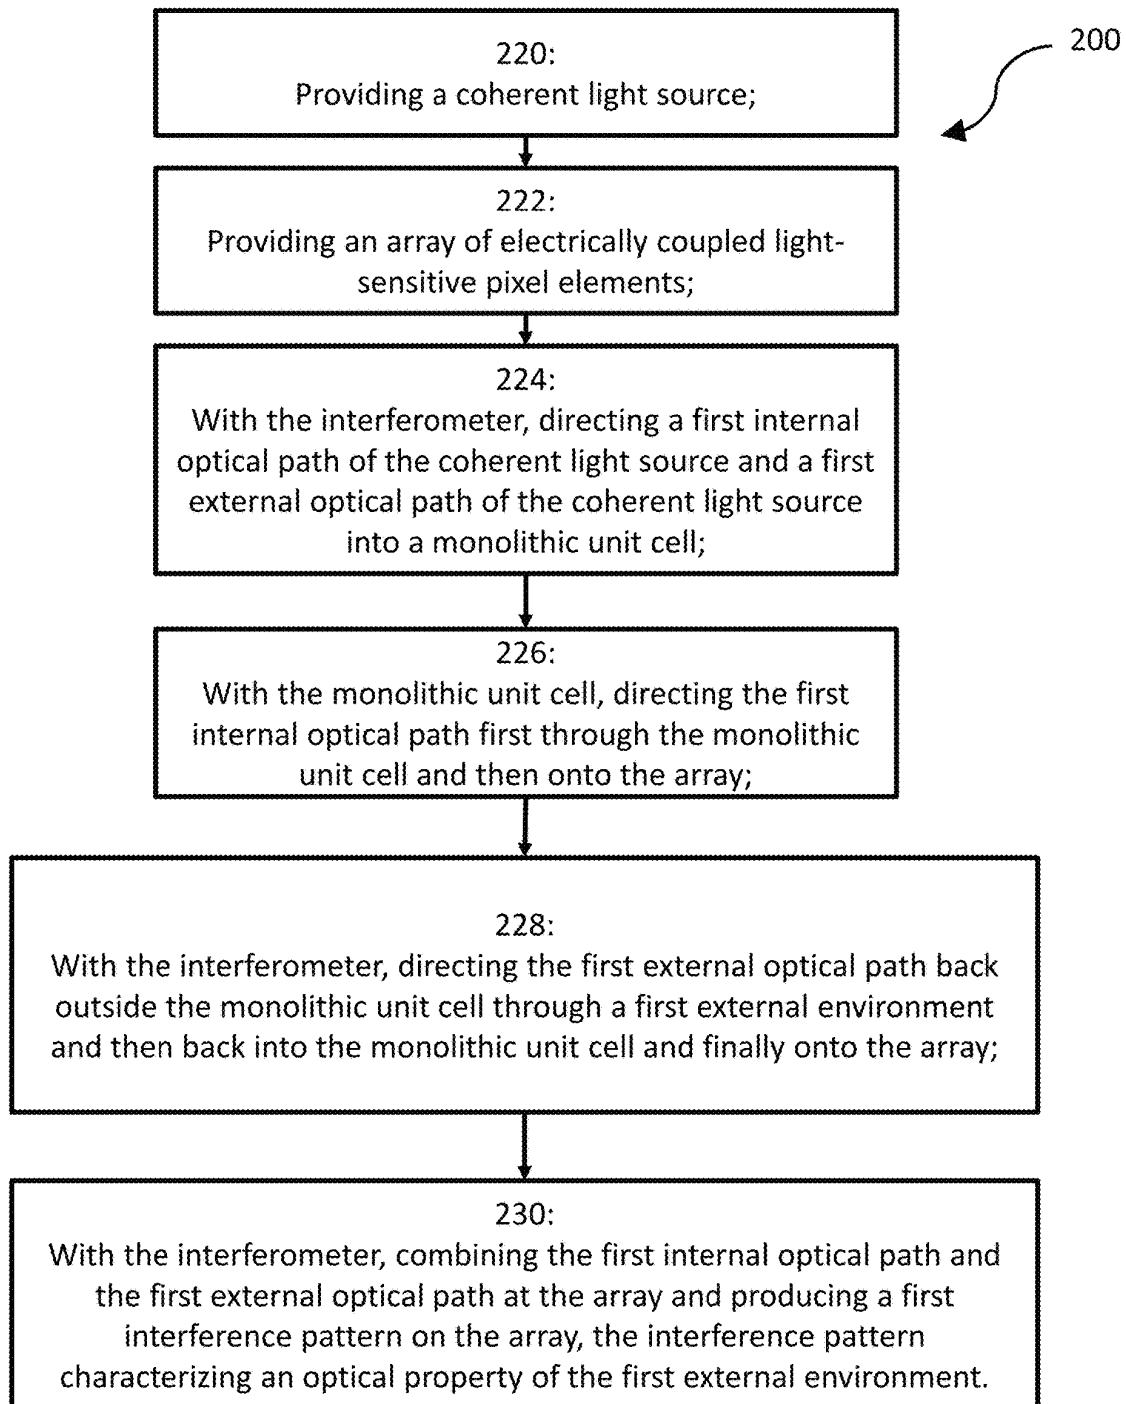 200
220:
Providing a coherent light source;
222:
Providing an array of electrically coupled light-
sensitive pixel elements;
224:
With the interferometer, directing a first internal
optical path of the coherent light source and a first
external optical path of the coherent light source
into a monolithic unit cell;
226:
With the monolithic unit cell, directing the first
internal optical path first through the monolithic
unit cell and then onto the array;
228:
With the interferometer, directing the first external optical path back
outside the monolithic unit cell through a first external environment
and then back into the monolithic unit cell and finally onto the array;
230:
With the interferometer, combining the first internal optical path and
the first external optical path at the array and producing a first
interference pattern on the array, the interference pattern
characterizing an optical property of the first external environment.